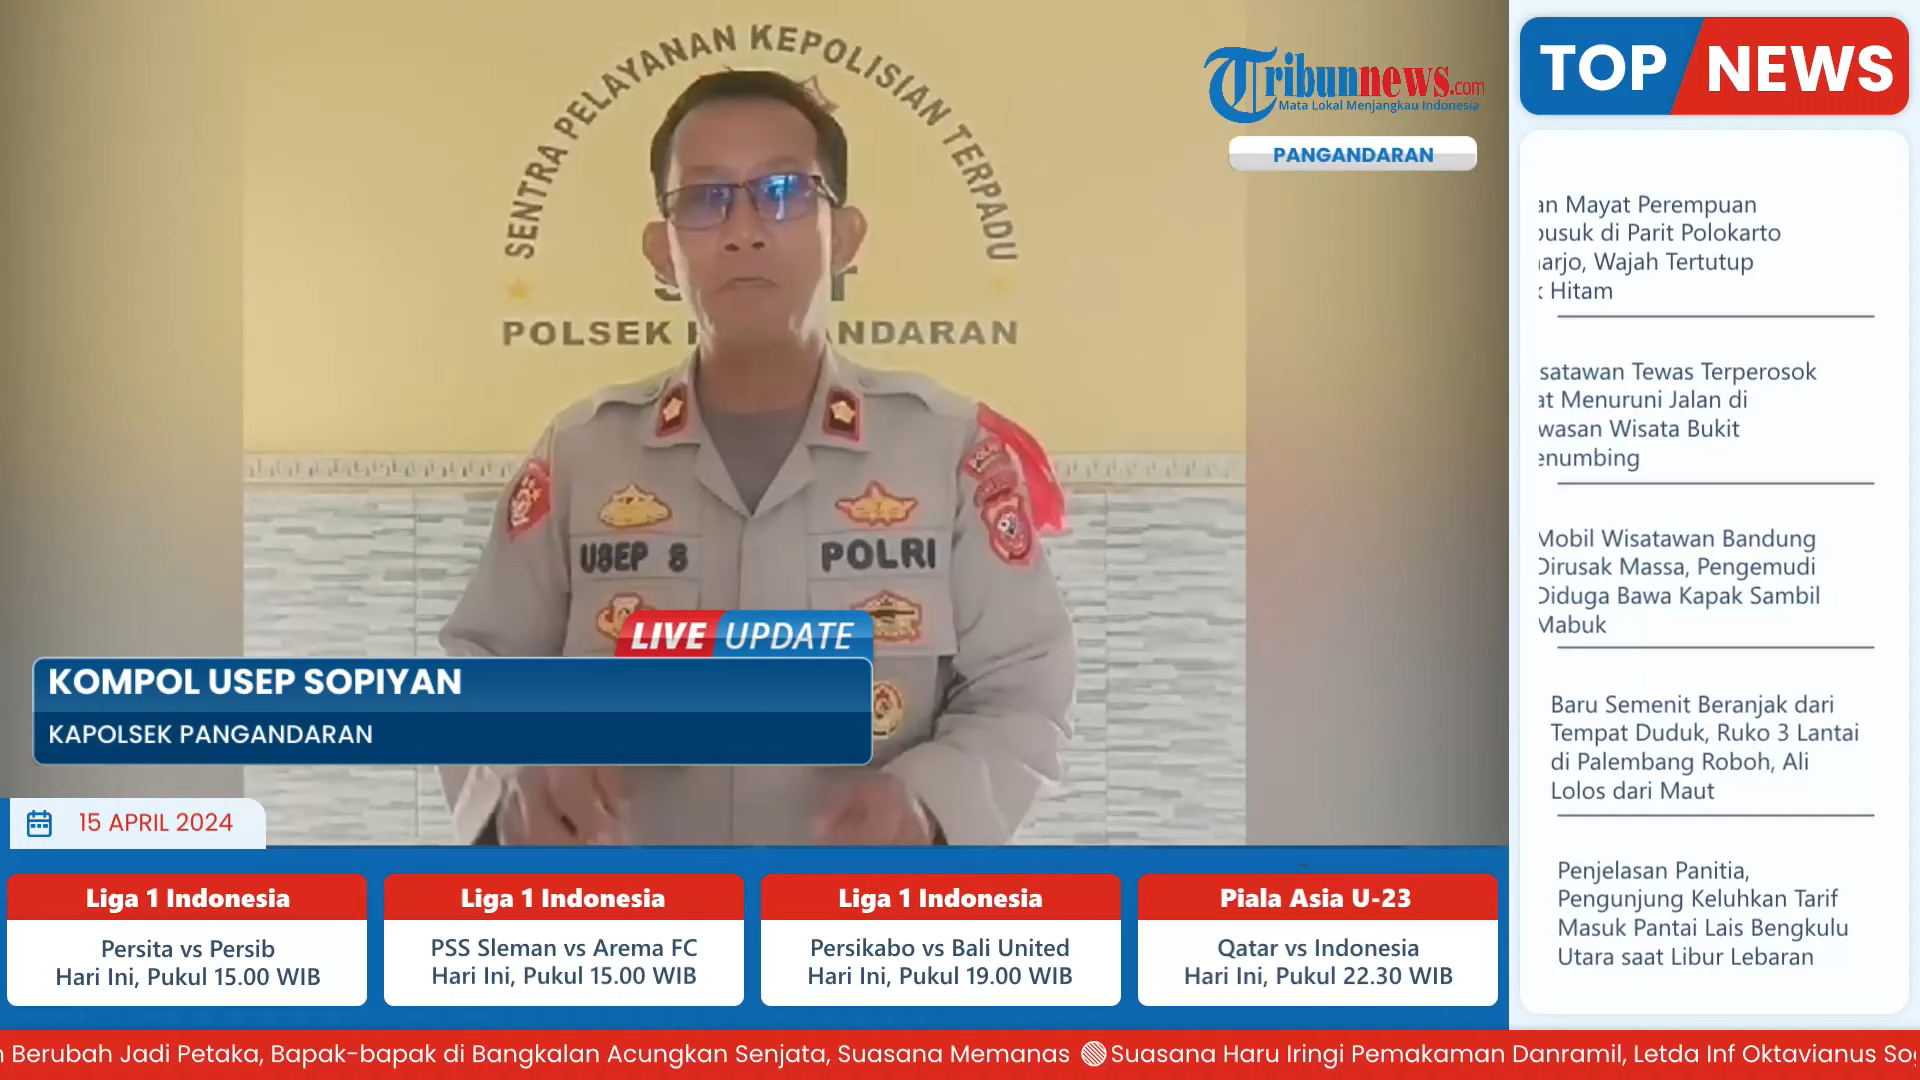 SENTRA PELAYANAN KEPOLISIAN TERPADU
POLSEK
NDARAN
USEP S
POLRI
Tribunnews.com
Mata Lokal Menjangkau Indonesia
PANGANDARAN
LIVE UPDATE
KOMPOL USEP SOPIYAN
KAPOLSEK PANGANDARAN
15 APRIL 2024
TOP NEWS
an Mayat Perempuan
busuk di Parit Polokarto
arjo, Wajah Tertutup
Hitam
satawan Tewas Terperosok
at Menuruni Jalan di
wasan Wisata Bukit
enumbing
Mobil Wisatawan Bandung
Dirusak Massa, Pengemudi
Diduga Bawa Kapak Sambil
Mabuk
Baru Semenit Beranjak dari
Tempat Duduk, Ruko 3 Lantai
di Palembang Roboh, Ali
Lolos dari Maut
Penjelasan Panitia,
Pengunjung Keluhkan Tarif
Masuk Pantai Lais Bengkulu
Utara saat Libur Lebaran
Liga 1 Indonesia
Persita vs Persib
Hari Ini, Pukul 15.00 WIB
Liga 1 Indonesia
PSS Sleman vs Arema FC
Hari Ini, Pukul 15.00 WIB
Liga 1 Indonesia
Persikabo vs Bali United
Hari Ini, Pukul 19.00 WIB
Piala Asia U-23
Qatar vs Indonesia
Hari Ini, Pukul 22.30 WIB
Berubah Jadi Petaka, Bapak-bapak di Bangkalan Acungkan Senjata, Suasana Memanas Suasana Haru Iringi Pemakaman Danramil, Letda Inf Oktavianus